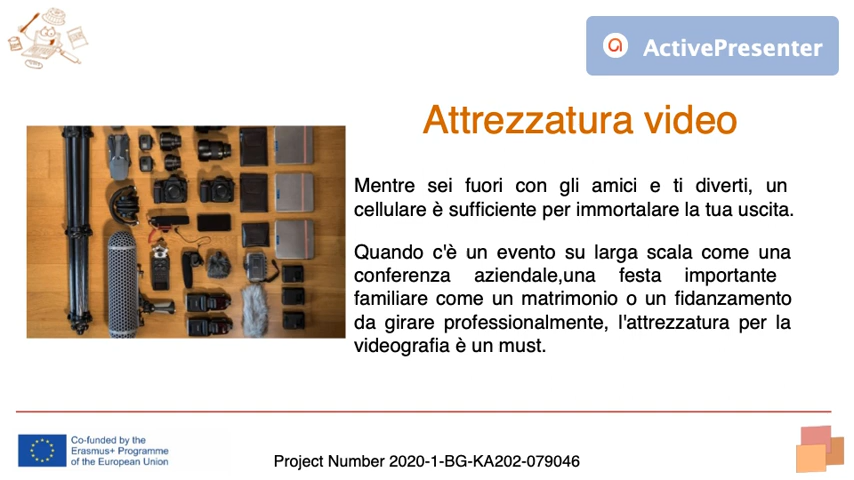 ActivePresenter
Attrezzatura video
Mentre sei fuori con gli amici e ti diverti, un
cellulare è sufficiente per immortalare la tua uscita.
Quando c'è un evento su larga scala come una
conferenza aziendale,una festa importante
familiare come un matrimonio o un fidanzamento
da girare professionalmente, l'attrezzatura per la
videografia è un must.
Co-funded by the
Erasmus+ Programme
of the European Union
Project Number 2020-1-BG-KA202-079046